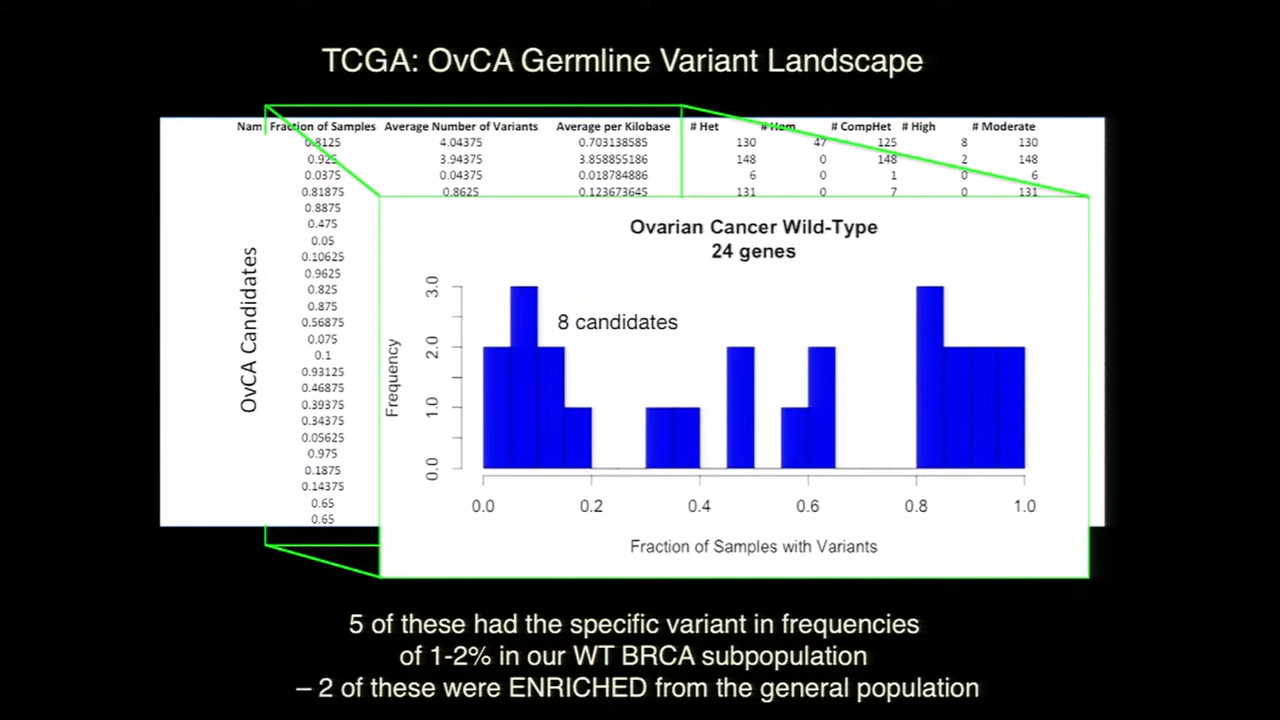 TCGA: OvCA Germline Variant Landscape
Nam Fraction of Samples Average Number of Variants Average per Kilobase # Het # Hom # CompHet # High # Moderate
0.8125 4.04375 0.703138585 130 47 125 8 130
0.925 3.94375 3.858855186 148 0 148 2 148
0.0375 0.04375 0.018784886 6 0 1 0 6
0.81875 0.8625 0.123673645 131 0 7 0 131
0.8875
0.475
0.05
0.10625
0.9625
0.825
0.875
0.56875
0.075
0.1
0.93125
0.46875
0.39375
0.34375
0.05625
0.975
0.1875
0.14375
0.65
0.65
OvCA Candidates
Ovarian Cancer Wild-Type
24 genes
8 candidates
Frequency
3.0
2.0
1.0
0.0
0.0 0.2 0.4 0.6 0.8 1.0
Fraction of Samples with Variants
5 of these had the specific variant in frequencies
of 1-2% in our WT BRCA subpopulation
– 2 of these were ENRICHED from the general population